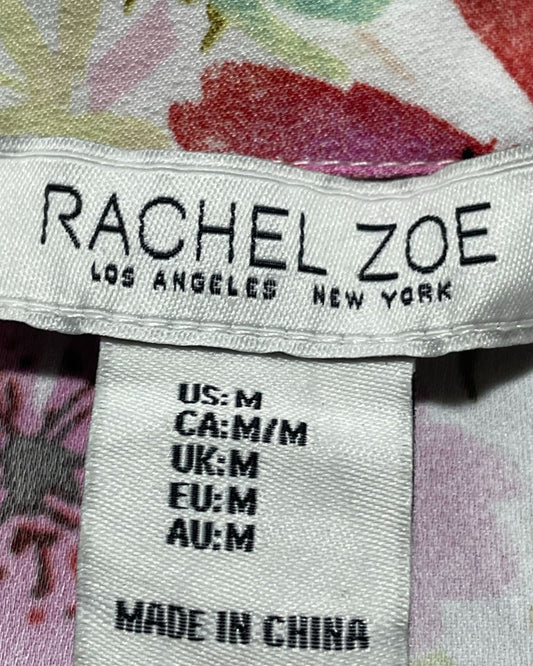 RACHEL ZOE
LOS ANGELES NEW YORK
US: M
CA: M/M
UK: M
EU: M
AU: M
MADE IN CHINA